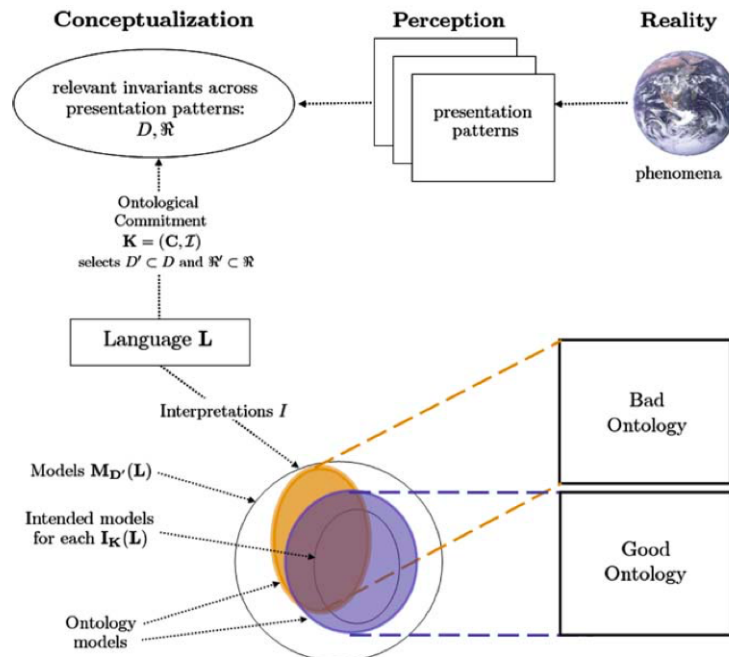 Conceptualization
Perception
Reality
relevant invariants across
presentation patterns:
D, ℜ
presentation
patterns
phenomena
Ontological
Commitment
K = (C, ℐ)
selects D′ ⊂ D and ℜ′ ⊂ ℜ
Language L
Interpretations I
Bad
Ontology
Models M_D′(L)
Intended models
for each I_K(L)
Good
Ontology
Ontology
models